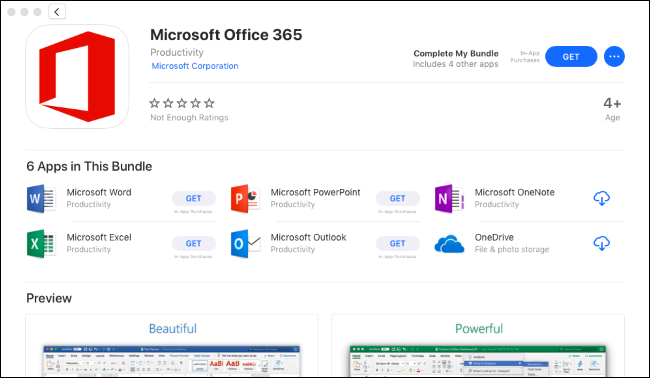 Microsoft Office 365
Productivity
Microsoft Corporation
Complete My Bundle
Includes 4 other apps
In-App
Purchases
GET
Not Enough Ratings
4+
Age
6 Apps in This Bundle
Microsoft Word
Productivity
GET
In-App Purchases
Microsoft PowerPoint
Productivity
GET
In-App Purchases
Microsoft OneNote
Productivity
Microsoft Excel
Productivity
GET
In-App Purchases
Microsoft Outlook
Productivity
GET
In-App Purchases
OneDrive
File & photo storage
Preview
Beautiful
Powerful